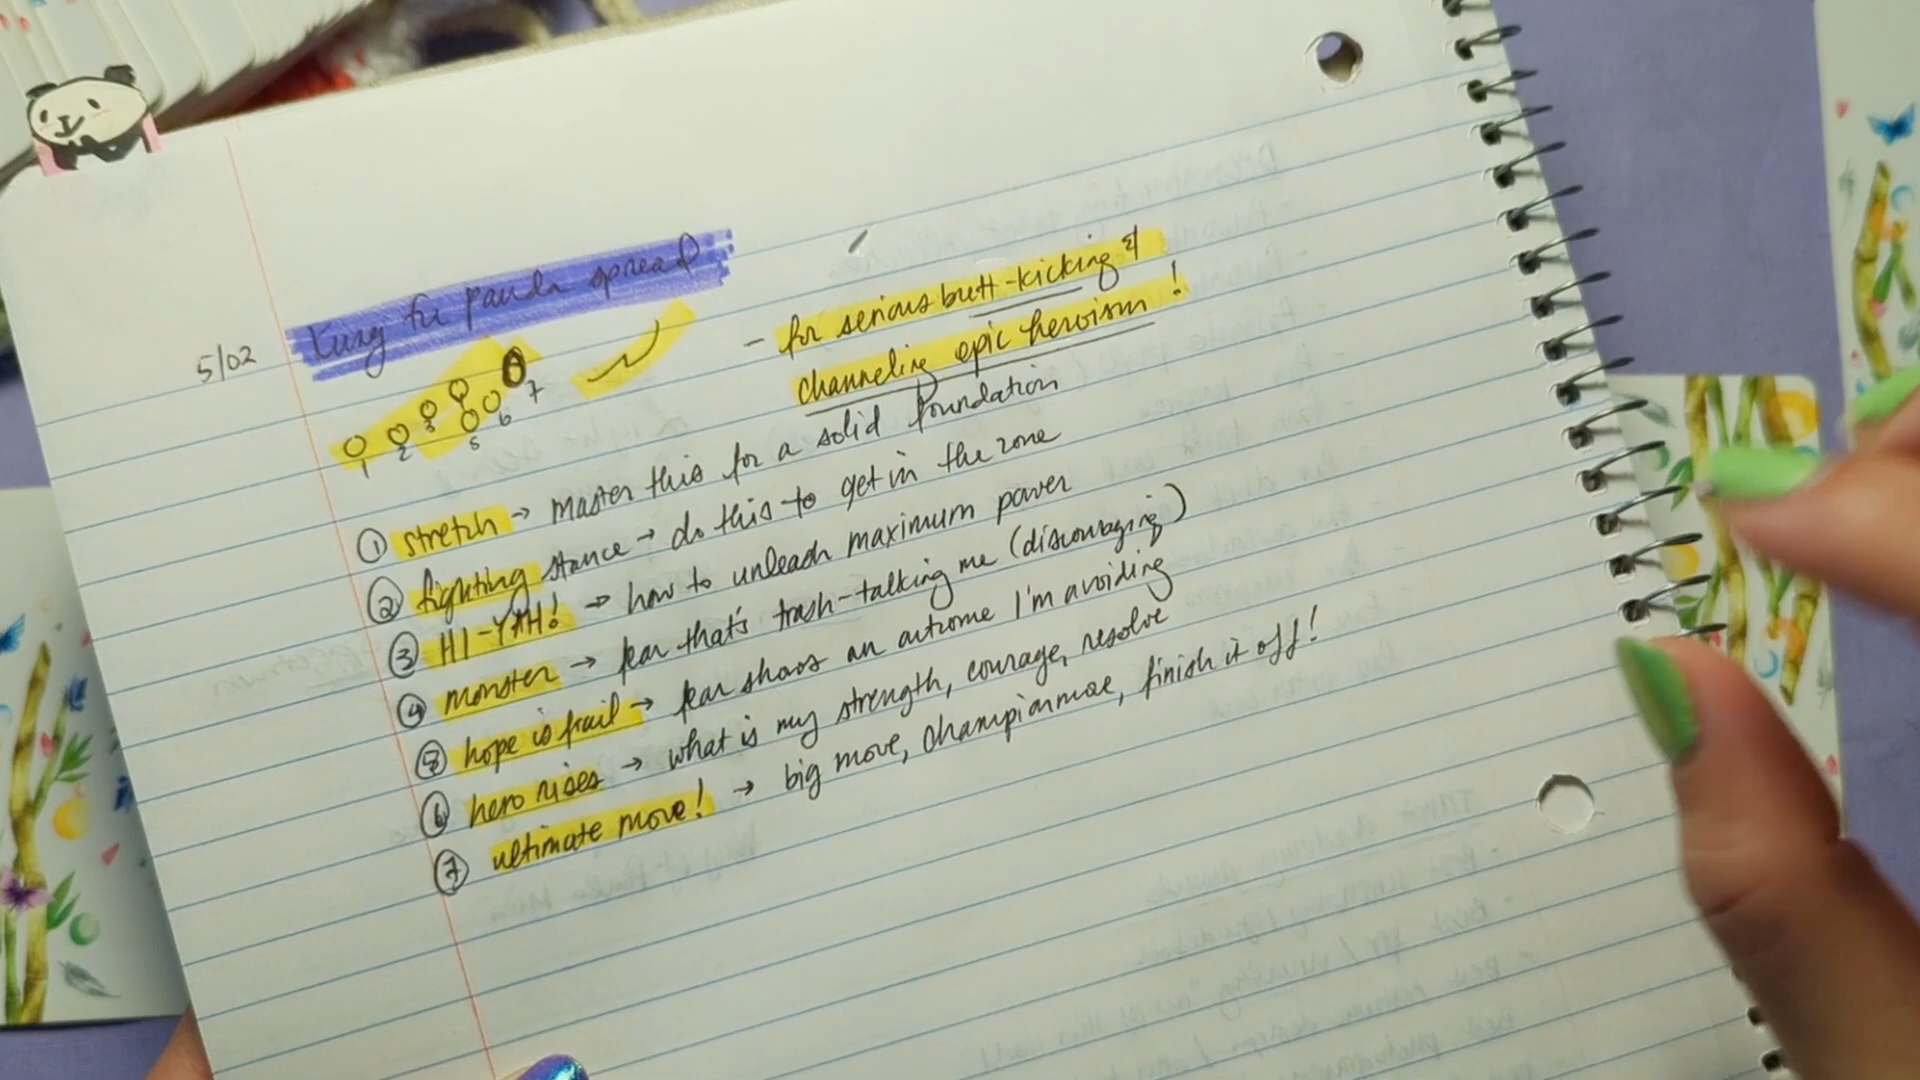 Kung fu panda spread
5/02
- for serious butt-kicking &
channeling epic heroism!
1 2 3 5 6 7
① stretch → master this for a solid foundation
② fighting stance → do this to get in the zone
③ HI-YAH! → how to unleash maximum power
④ monster → fear that's trash-talking me (discouraging)
⑤ hope is frail → fear shows an outcome I'm avoiding
⑥ hero rises → what is my strength, courage, resolve
⑦ ultimate move! → big move, championmove, finish it off!